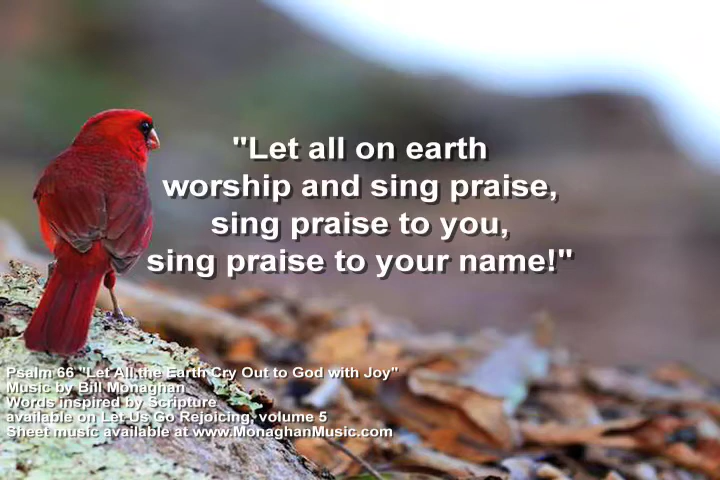 "Let all on earth
worship and sing praise,
sing praise to you,
sing praise to your name!"
Psalm 66 "Let All the Earth Cry Out to God with Joy"
Music by Bill Monaghan
Words inspired by Scripture
available on Let Us Go Rejoicing, volume 5
Sheet music available at www.MonaghanMusic.com